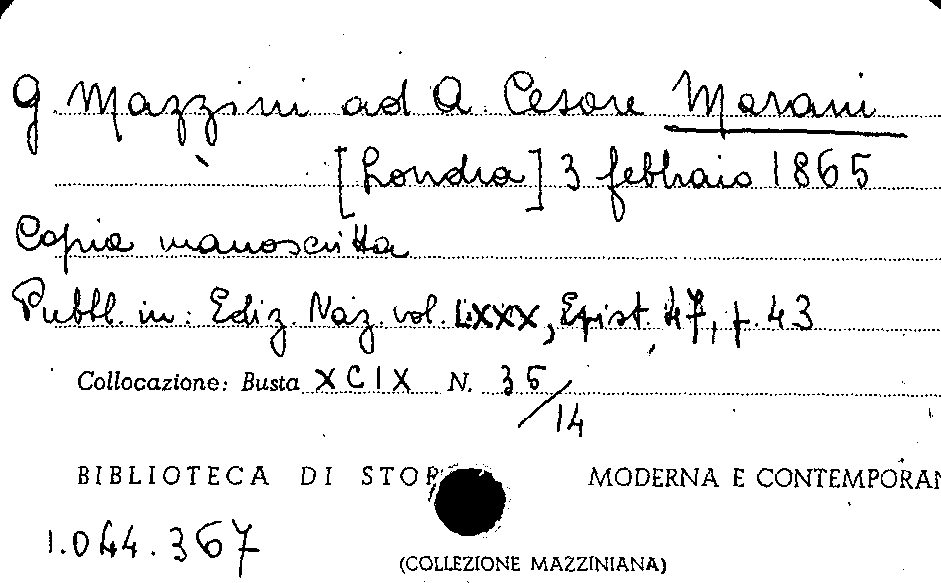 G. Mazzini ad A. Cesare Marani
[Londra] 3 febbraio 1865
Copia manoscritta
Pubbl. in: Ediz. Naz. vol. LXXX, Epist. 47, p. 43
Collocazione: Busta XCIX N. 35/14
BIBLIOTECA DI STOR MODERNA E CONTEMPORAN
1.044.367
(COLLEZIONE MAZZINIANA)